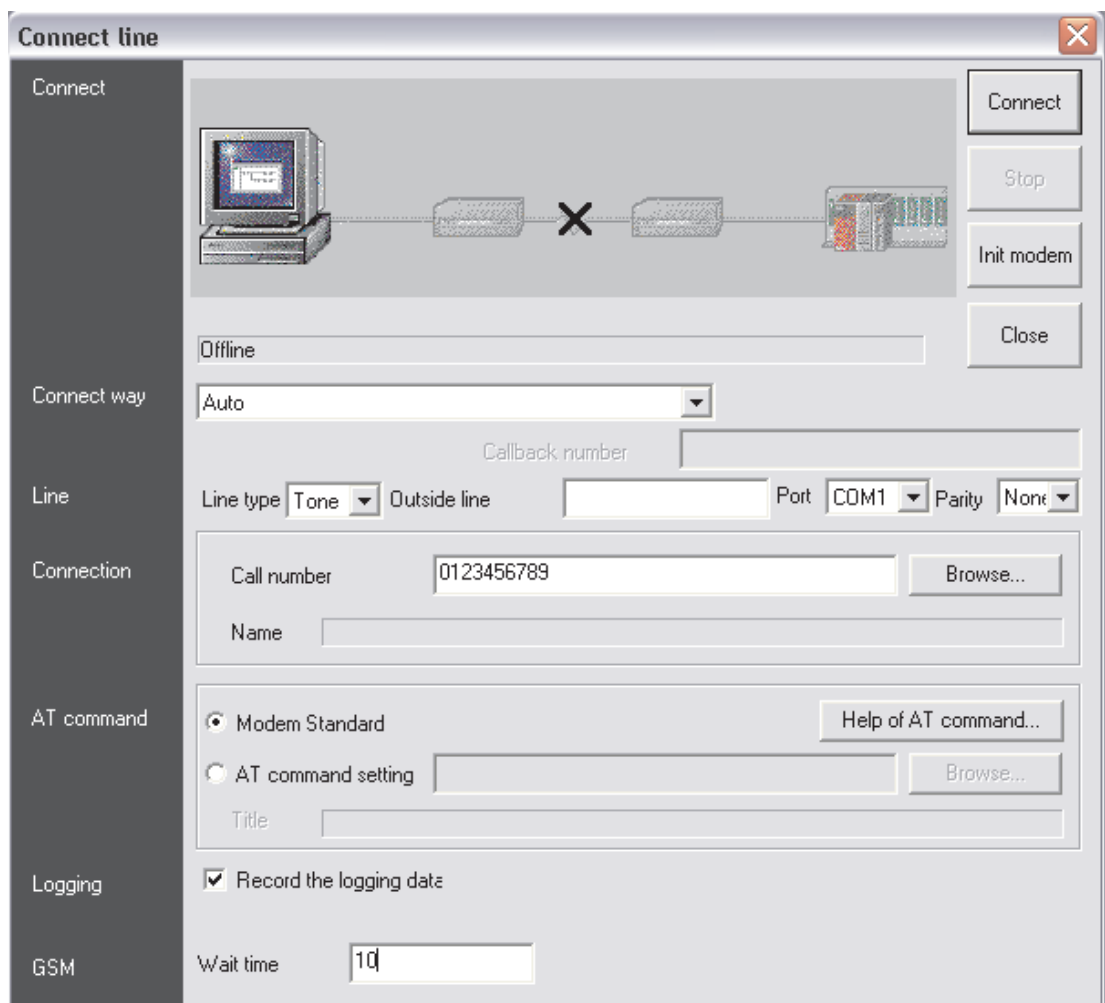 Connect line
Connect
Connect
Stop
Init modem
Close
Offline
Connect way
Auto
Callback number
Line
Line type Tone Outside line Port COM1 Parity None
Connection
Call number 0123456789 Browse...
Name
AT command
Modem Standard Help of AT command...
AT command setting Browse...
Title
Logging
Record the logging data
GSM
Wait time 10